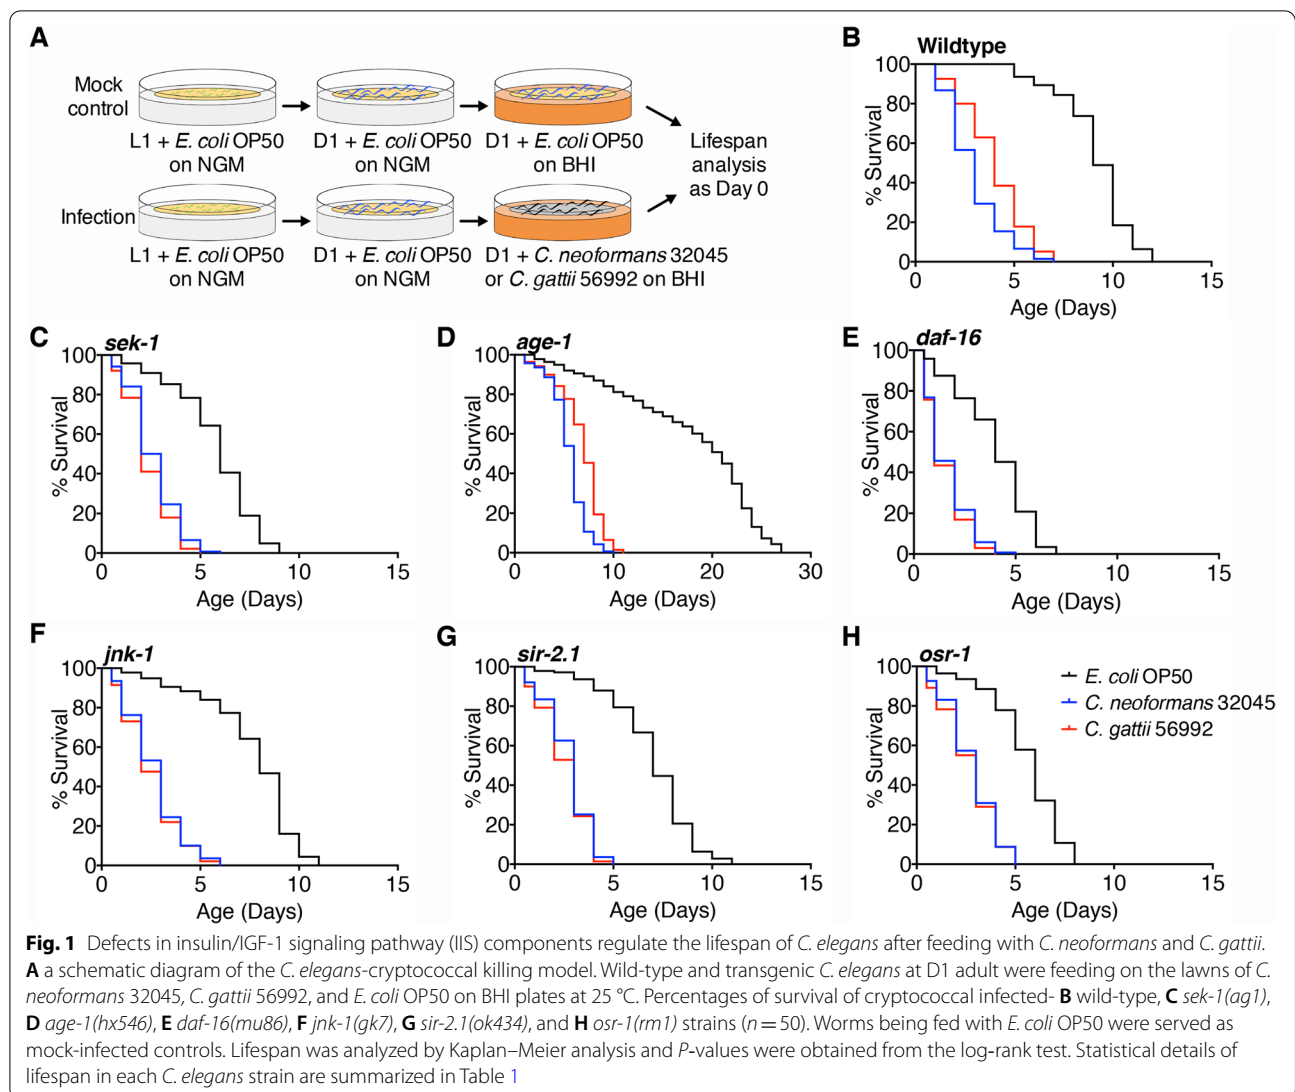 A
Mock
control
L1 + E. coli OP50
on NGM
D1 + E. coli OP50
on NGM
D1 + E. coli OP50
on BHI
Lifespan
analysis
as Day 0
Infection
L1 + E. coli OP50
on NGM
D1 + E. coli OP50
on NGM
D1 + C. neoformans 32045
or C. gattii 56992 on BHI
B
Wildtype
% Survival
100
80
60
40
20
0
0 5 10 15
Age (Days)
C
sek-1
% Survival
100
80
60
40
20
0
0 5 10 15
Age (Days)
D
age-1
% Survival
100
80
60
40
20
0
0 10 20 30
Age (Days)
E
daf-16
% Survival
100
80
60
40
20
0
0 5 10 15
Age (Days)
F
jnk-1
% Survival
100
80
60
40
20
0
0 5 10 15
Age (Days)
G
sir-2.1
% Survival
100
80
60
40
20
0
0 5 10 15
Age (Days)
H
osr-1
% Survival
100
80
60
40
20
0
0 5 10 15
Age (Days)
E. coli OP50
C. neoformans 32045
C. gattii 56992
Fig. 1 Defects in insulin/IGF-1 signaling pathway (IIS) components regulate the lifespan of C. elegans after feeding with C. neoformans and C. gattii.
A a schematic diagram of the C. elegans-cryptococcal killing model. Wild-type and transgenic C. elegans at D1 adult were feeding on the lawns of C.
neoformans 32045, C. gattii 56992, and E. coli OP50 on BHI plates at 25 °C. Percentages of survival of cryptococcal infected- B wild-type, C sek-1(ag1),
D age-1(hx546), E daf-16(mu86), F jnk-1(gk7), G sir-2.1(ok434), and H osr-1(rm1) strains (n = 50). Worms being fed with E. coli OP50 were served as
mock-infected controls. Lifespan was analyzed by Kaplan–Meier analysis and P-values were obtained from the log-rank test. Statistical details of
lifespan in each C. elegans strain are summarized in Table 1